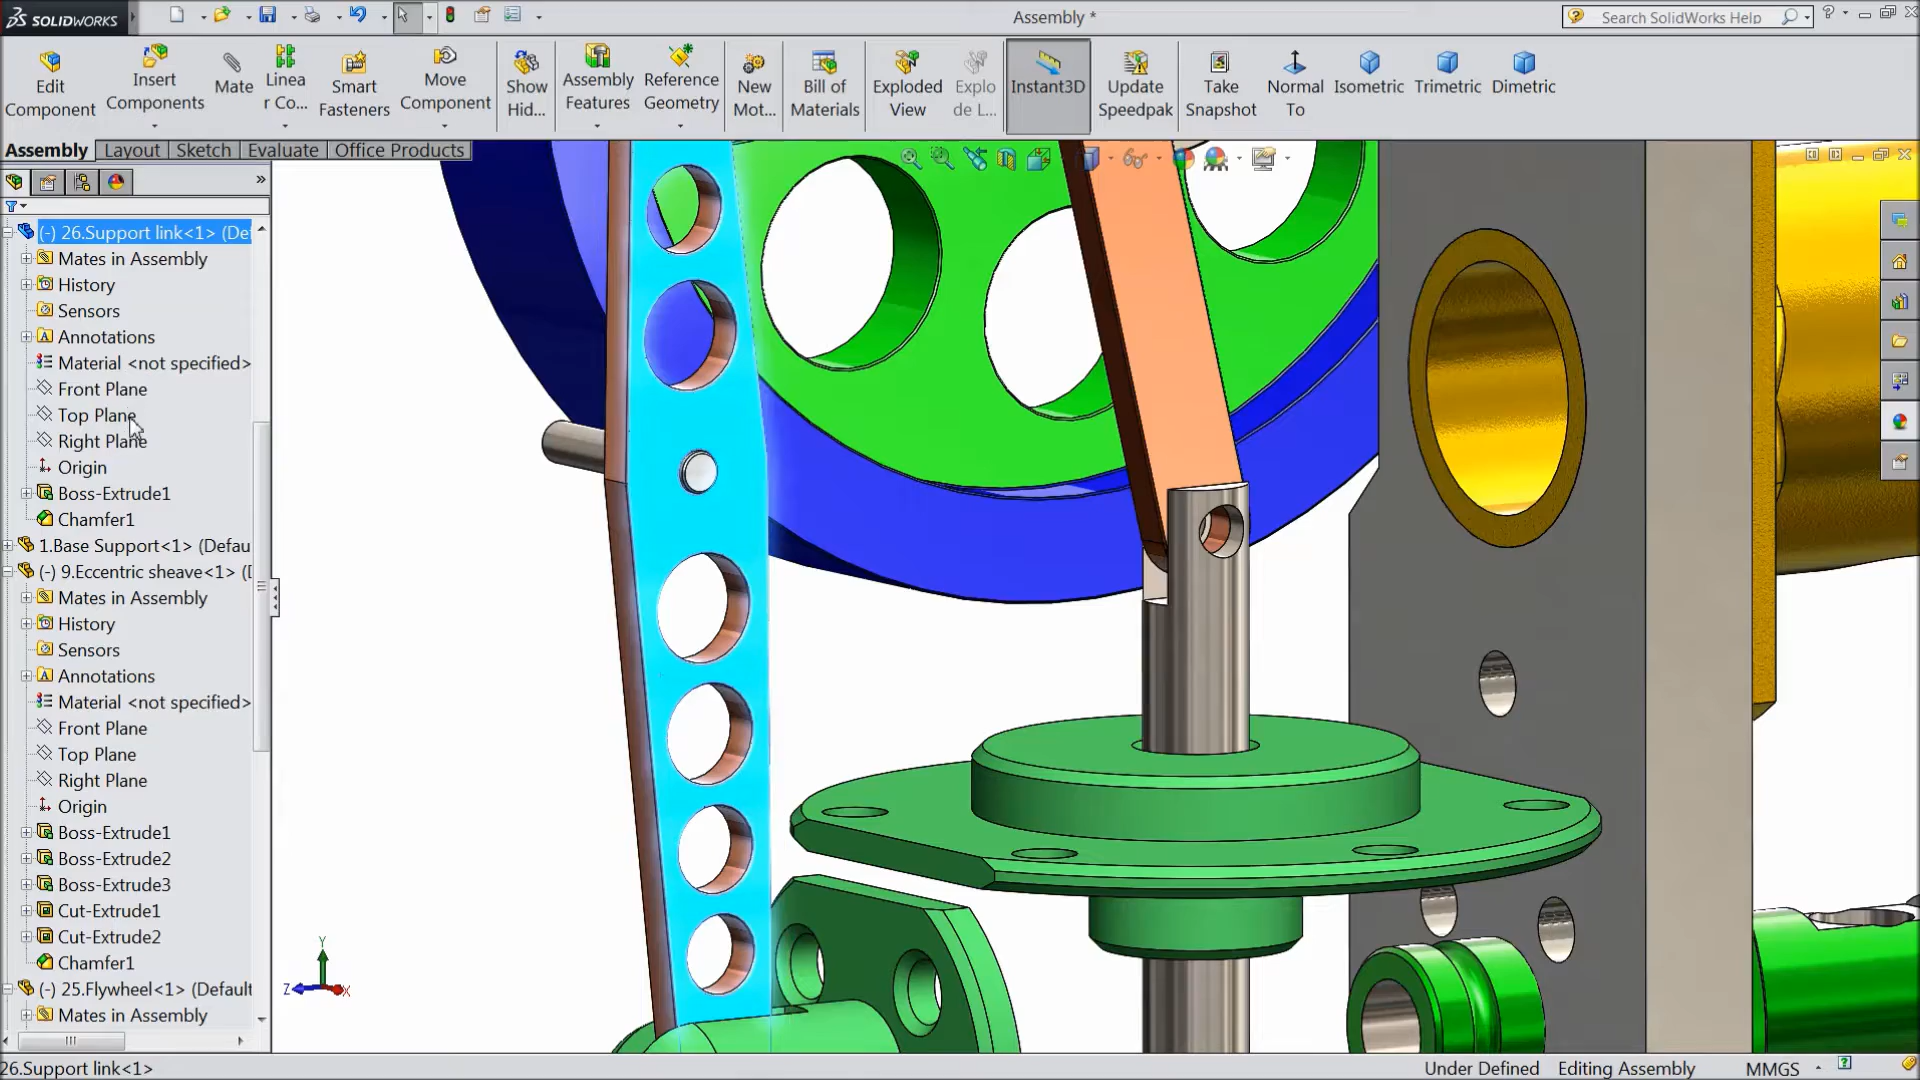 SOLIDWORKS
Assembly *
Search SolidWorks Help
Edit Component
Insert Components
Mate
Linea r Co...
Smart Fasteners
Move Component
Show Hid...
Assembly Features
Reference Geometry
New Mot...
Bill of Materials
Exploded View
Explo de L...
Instant3D
Update Speedpak
Take Snapshot
Normal To
Isometric
Trimetric
Dimetric
Assembly
Layout
Sketch
Evaluate
Office Products
(-) 26.Support link<1> (Def
Mates in Assembly
History
Sensors
Annotations
Material <not specified>
Front Plane
Top Plane
Right Plane
Origin
Boss-Extrude1
Chamfer1
1.Base Support<1> (Defau
(-) 9.Eccentric sheave<1> ([
Mates in Assembly
History
Sensors
Annotations
Material <not specified>
Front Plane
Top Plane
Right Plane
Origin
Boss-Extrude1
Boss-Extrude2
Boss-Extrude3
Cut-Extrude1
Cut-Extrude2
Chamfer1
(-) 25.Flywheel<1> (Default
Mates in Assembly
Y
Z
X
26.Support link<1>
Under Defined
Editing Assembly
MMGS